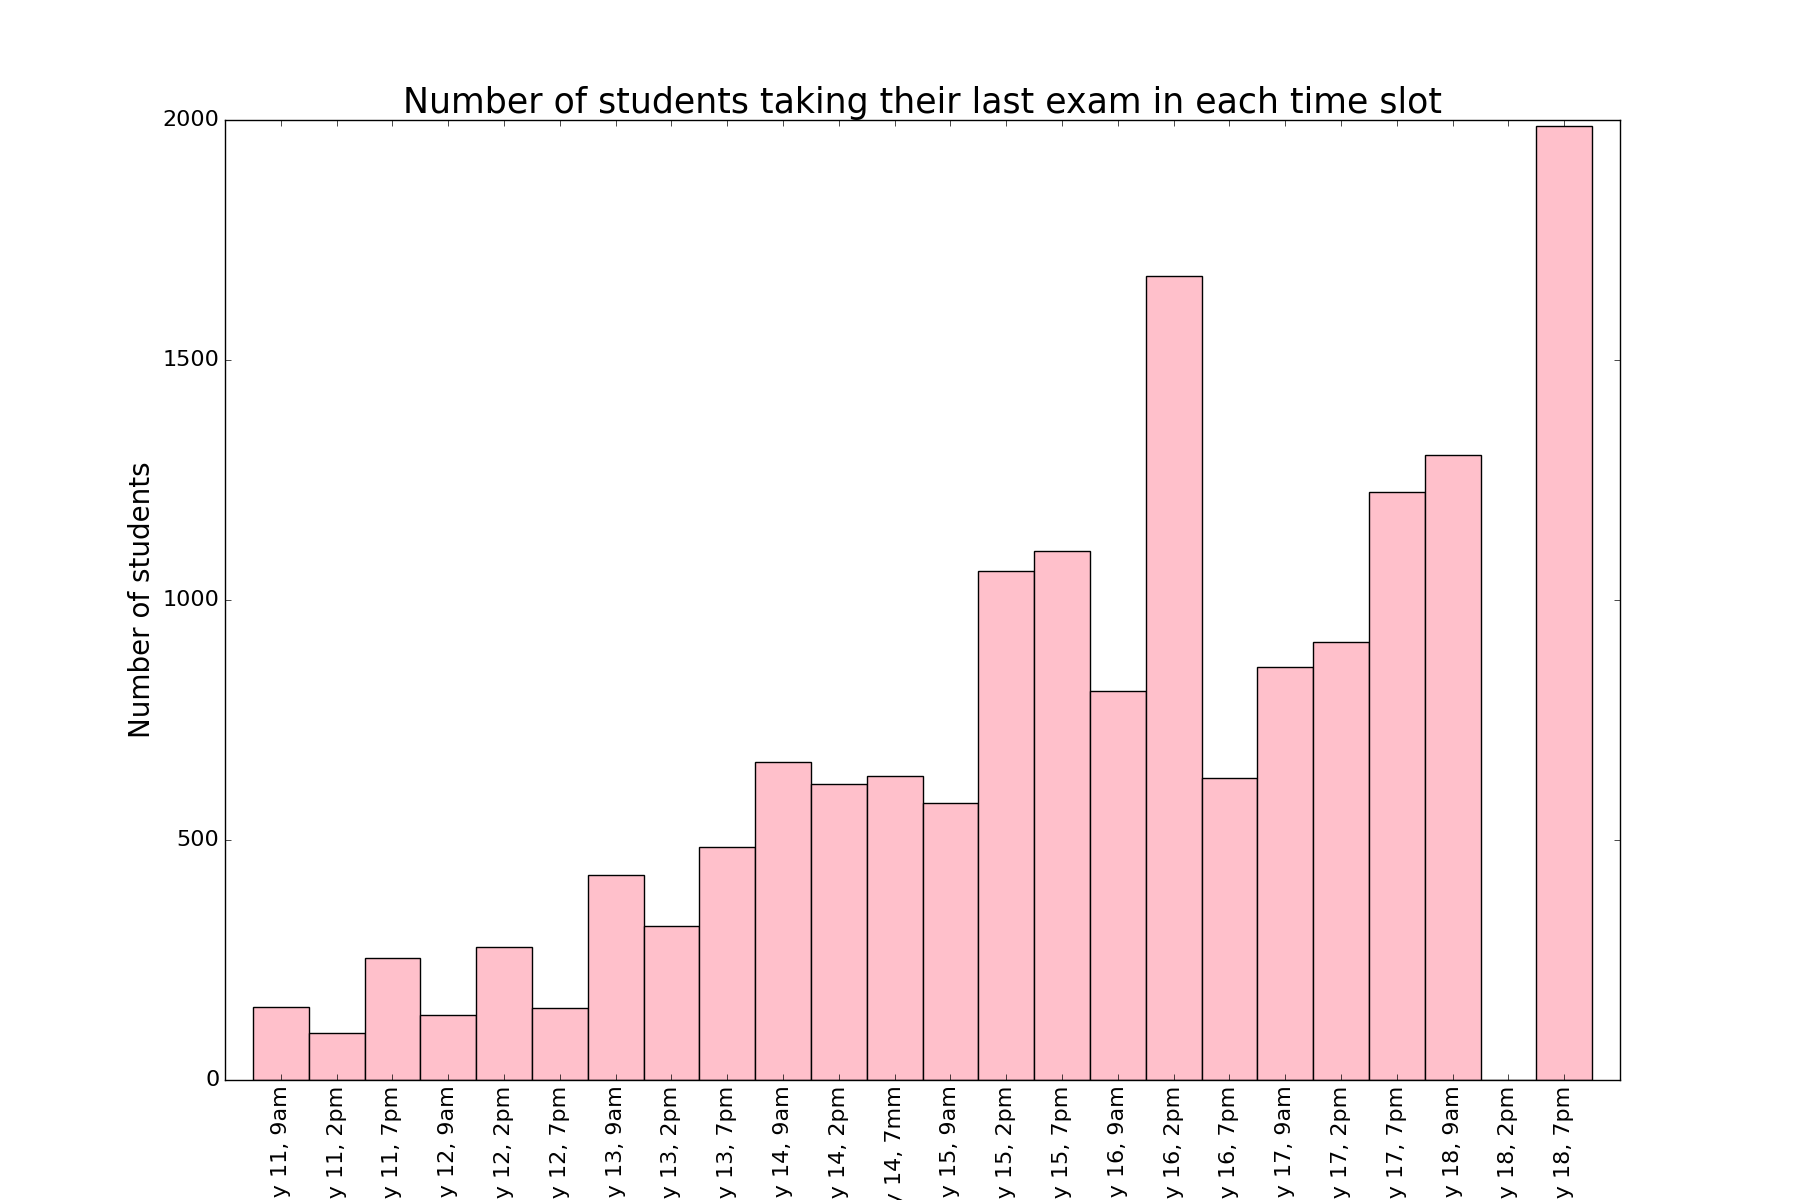 Number of students taking their last exam in each time slot
Number of students
2000
1500
1000
500
0
y 11, 9am
y 11, 2pm
y 11, 7pm
y 12, 9am
y 12, 2pm
y 12, 7pm
y 13, 9am
y 13, 2pm
y 13, 7pm
y 14, 9am
y 14, 2pm
y 14, 7mm
y 15, 9am
y 15, 2pm
y 15, 7pm
y 16, 9am
y 16, 2pm
y 16, 7pm
y 17, 9am
y 17, 2pm
y 17, 7pm
y 18, 9am
y 18, 2pm
y 18, 7pm